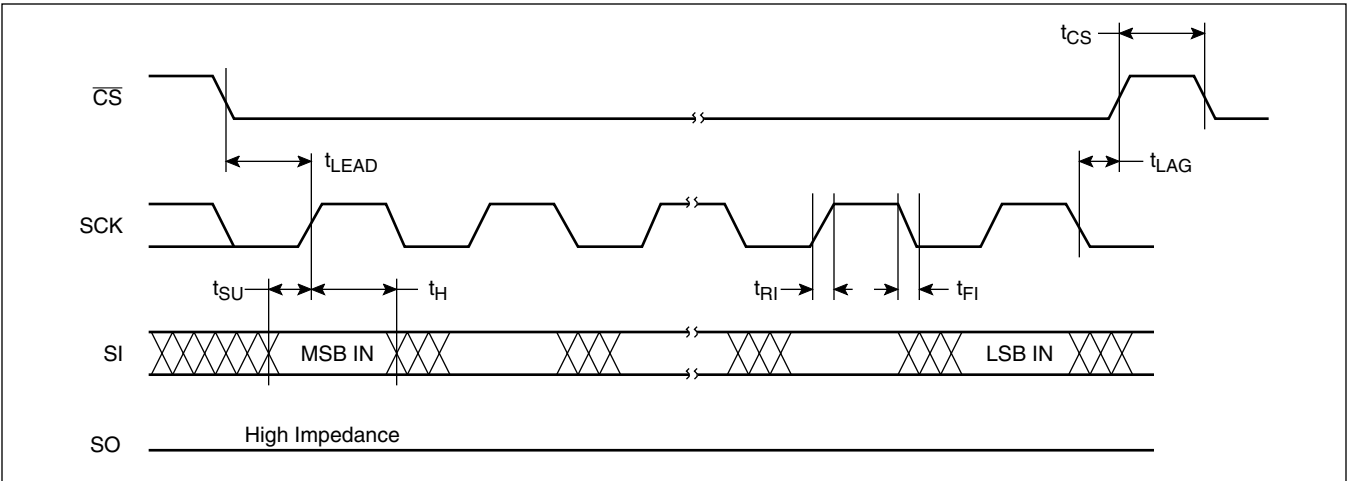 tCS
CS
tLEAD
tLAG
SCK
tSU
tH
tRI
tFI
SI
MSB IN
LSB IN
High Impedance
SO